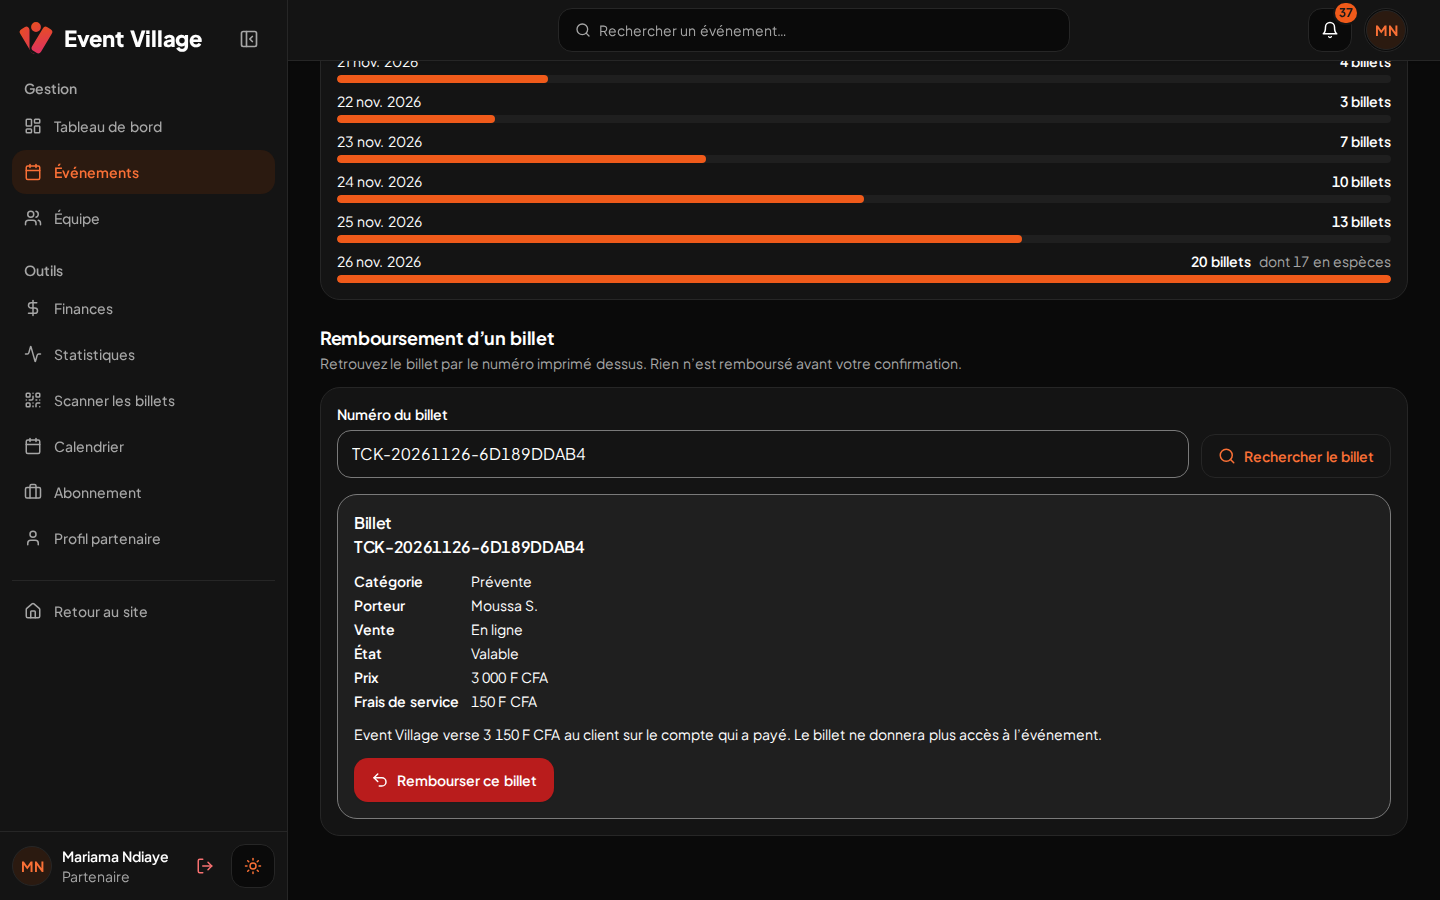 Event Village
Rechercher un événement...
37
MN
Gestion
Tableau de bord
Événements
Équipe
Outils
Finances
Statistiques
Scanner les billets
Calendrier
Abonnement
Profil partenaire
Retour au site
MN
Mariama Ndiaye
Partenaire
21 nov. 2026 4 billets
22 nov. 2026 3 billets
23 nov. 2026 7 billets
24 nov. 2026 10 billets
25 nov. 2026 13 billets
26 nov. 2026 20 billets dont 17 en espèces
Remboursement d’un billet
Retrouvez le billet par le numéro imprimé dessus. Rien n’est remboursé avant votre confirmation.
Numéro du billet
TCK-20261126-6D189DDAB4
Rechercher le billet
Billet
TCK-20261126-6D189DDAB4
Catégorie Prévente
Porteur Moussa S.
Vente En ligne
État Valable
Prix 3 000 F CFA
Frais de service 150 F CFA
Event Village verse 3 150 F CFA au client sur le compte qui a payé. Le billet ne donnera plus accès à l’événement.
Rembourser ce billet